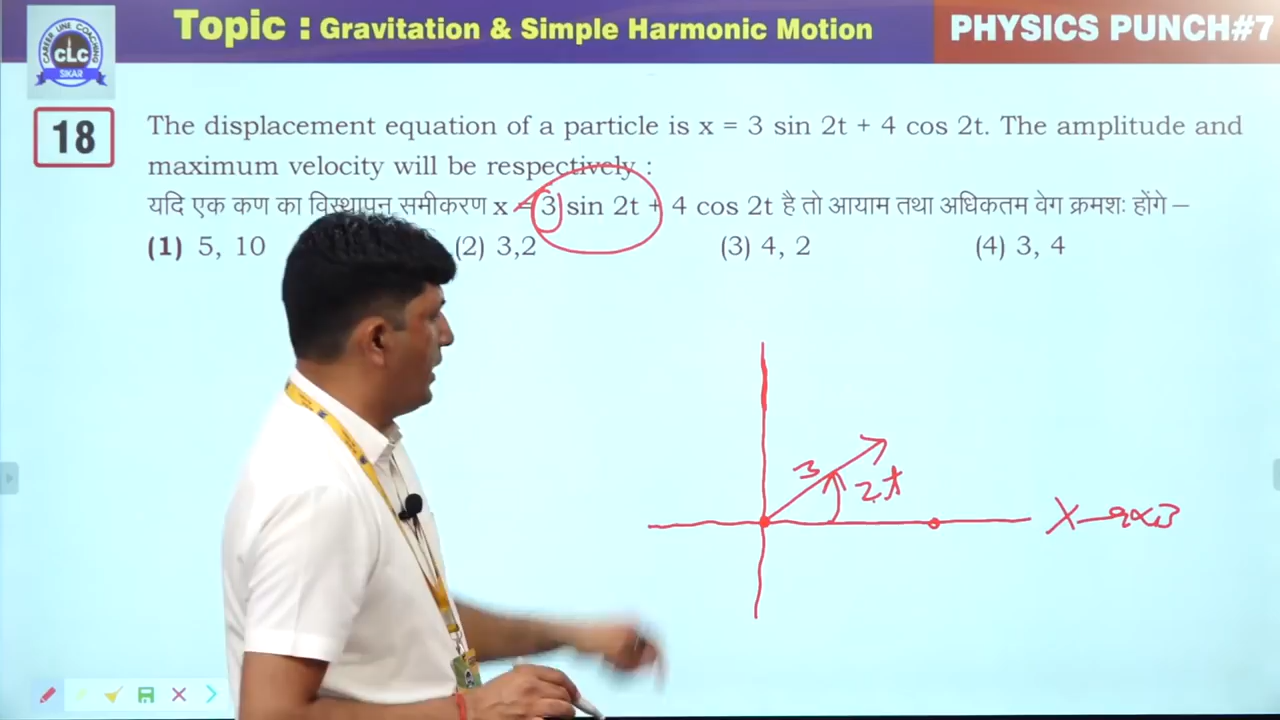 Topic : Gravitation & Simple Harmonic Motion
PHYSICS PUNCH#7
CAREER LINE COACHING
CLC
SIKAR
18
The displacement equation of a particle is x = 3 sin 2t + 4 cos 2t. The amplitude and
maximum velocity will be respectively :
यदि एक कण का विस्थापन समीकरण x = 3 sin 2t + 4 cos 2t है तो आयाम तथा अधिकतम वेग क्रमशः होंगे –
(1) 5, 10 (2) 3,2 (3) 4, 2 (4) 3, 4
3
2t